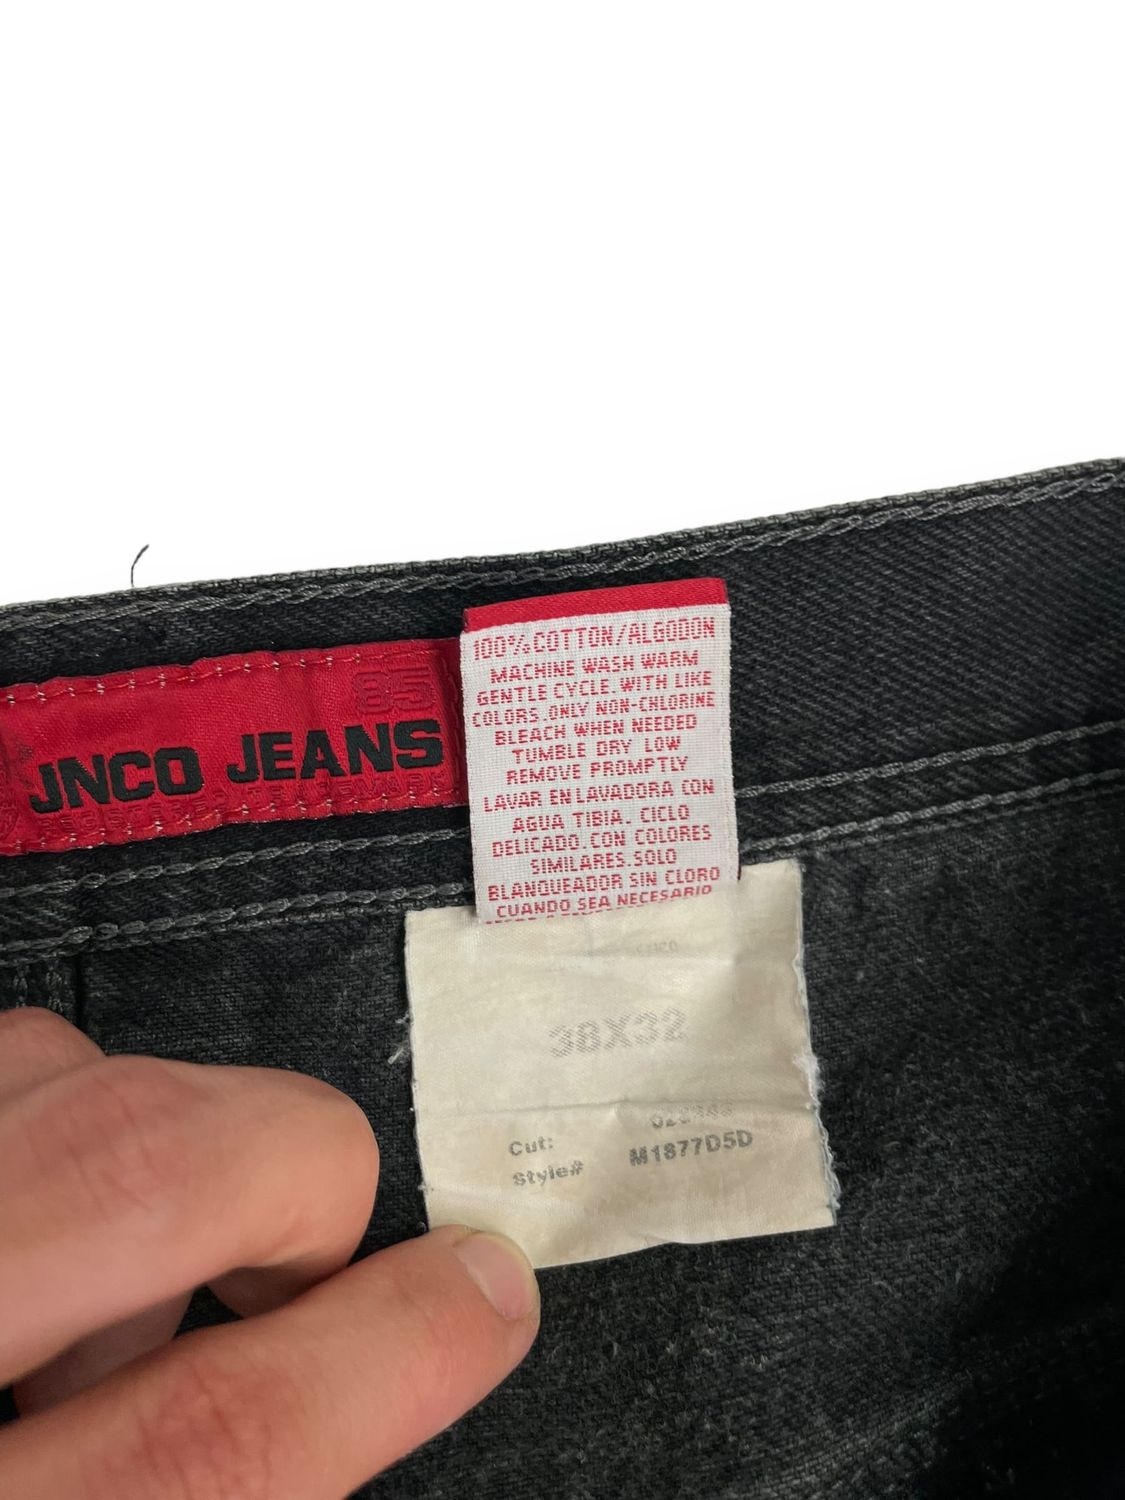 85
JNCO JEANS
100% COTTON/ALGODON
MACHINE WASH WARM
GENTLE CYCLE.WITH LIKE
COLORS.ONLY NON-CHLORINE
BLEACH WHEN NEEDED
TUMBLE DRY LOW
REMOVE PROMPTLY
LAVAR EN LAVADORA CON
AGUA TIBIA. CICLO
DELICADO.CON COLORES
SIMILARES.SOLO
BLANQUEADOR SIN CLORO
CUANDO SEA NECESARIO
38X32
Cut:
Style# M1877D5D